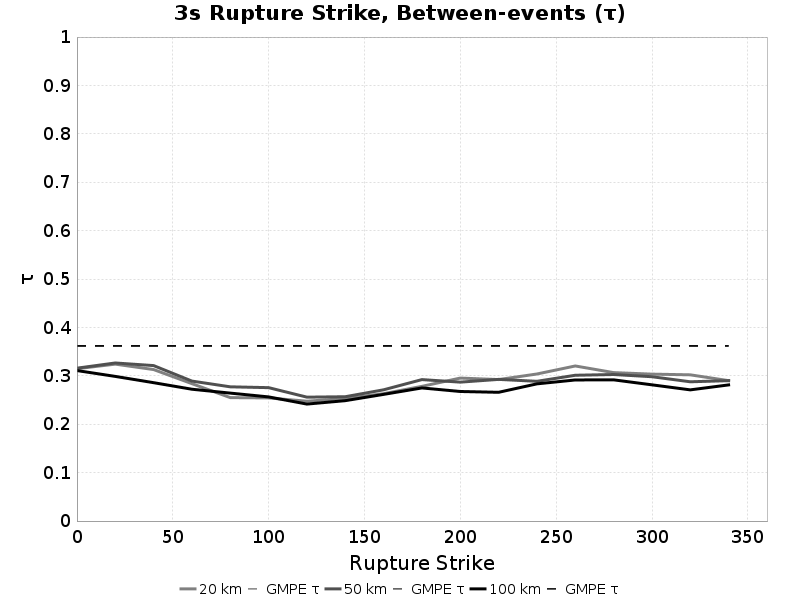 3s Rupture Strike, Between-events (τ)
1
0.9
0.8
0.7
0.6
0.5
0.4
0.3
0.2
0.1
0
τ
0 50 100 150 200 250 300 350
Rupture Strike
20 km GMPE τ 50 km GMPE τ 100 km GMPE τ